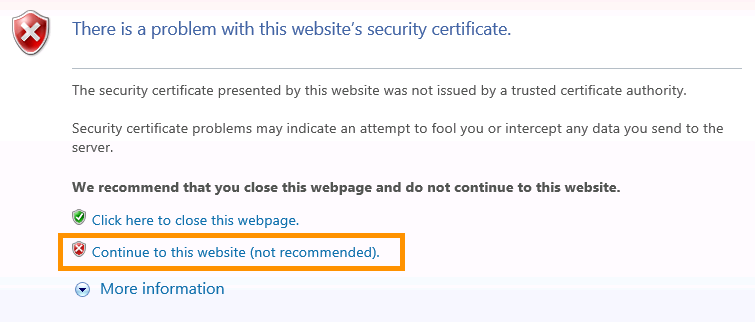 There is a problem with this website's security certificate.
The security certificate presented by this website was not issued by a trusted certificate authority.
Security certificate problems may indicate an attempt to fool you or intercept any data you send to the
server.
We recommend that you close this webpage and do not continue to this website.
Click here to close this webpage.
Continue to this website (not recommended).
More information